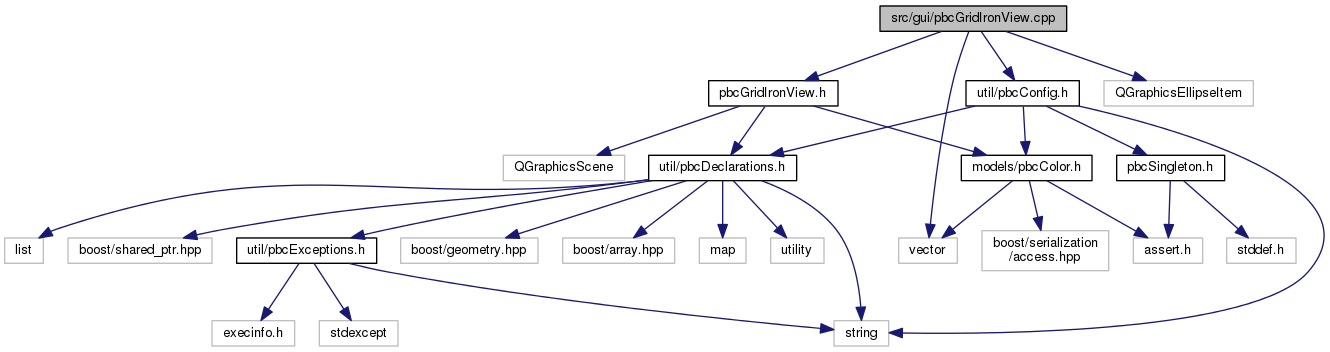 src/gui/pbcGridIronView.cpp
pbcGridIronView.h
util/pbcConfig.h
QGraphicsEllipseItem
QGraphicsScene
util/pbcDeclarations.h
models/pbcColor.h
pbcSingleton.h
list
boost/shared_ptr.hpp
util/pbcExceptions.h
boost/geometry.hpp
boost/array.hpp
map
utility
vector
boost/serialization
/access.hpp
assert.h
stddef.h
execinfo.h
stdexcept
string